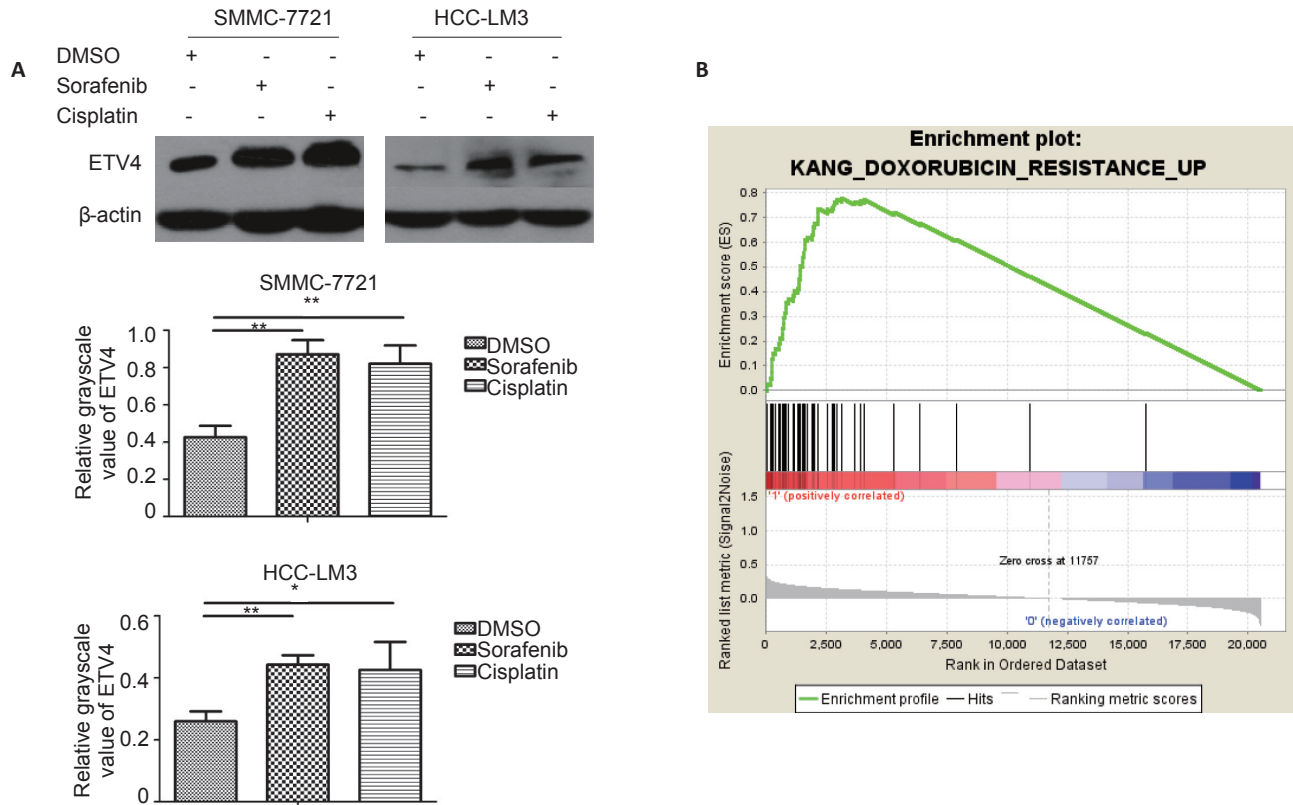 A
SMMC-7721 HCC-LM3
DMSO + - - + - -
Sorafenib - + - - + -
Cisplatin - - + - - +
ETV4
β-actin
SMMC-7721
**
**
Relative grayscale
value of ETV4
1.0
0.8
0.6
0.4
0.2
0
DMSO
Sorafenib
Cisplatin
HCC-LM3
*
**
Relative grayscale
value of ETV4
0.6
0.4
0.2
0
DMSO
Sorafenib
Cisplatin
B
Enrichment plot:
KANG_DOXORUBICIN_RESISTANCE_UP
Enrichment score (ES)
0.8
0.7
0.6
0.5
0.4
0.3
0.2
0.1
0.0
Ranked list metric (Signal2Noise)
'1' (positively correlated)
1.5
1.0
0.5
0.0
Zero cross at 11757
'0' (negatively correlated)
0 2,500 5,000 7,500 10,000 12,500 15,000 17,500 20,000
Rank in Ordered Dataset
Enrichment profile Hits Ranking metric scores